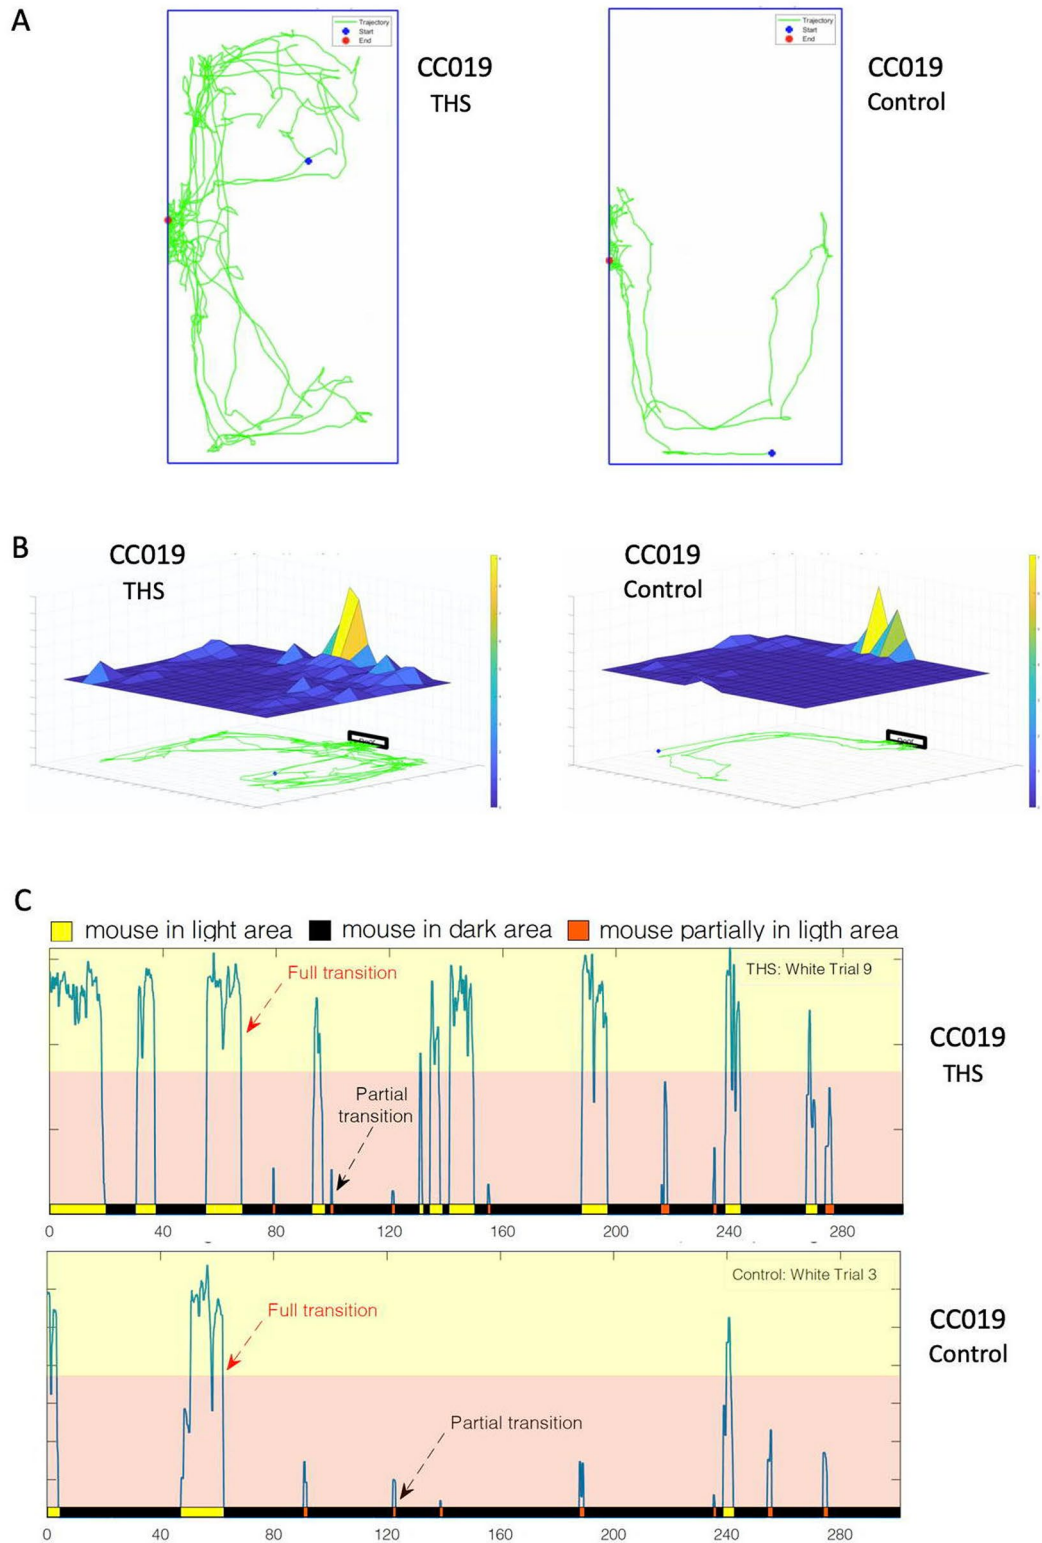 A
Trajectory
Start
End
CC019
THS
Trajectory
Start
End
CC019
Control
B
CC019
THS
CC019
Control
C
mouse in light area mouse in dark area mouse partially in ligth area
Full transition
THS: White Trial 9
Partial
transition
CC019
THS
0 40 80 120 160 200 240 280
Full transition
Control: White Trial 3
Partial transition
CC019
Control
0 40 80 120 160 200 240 280